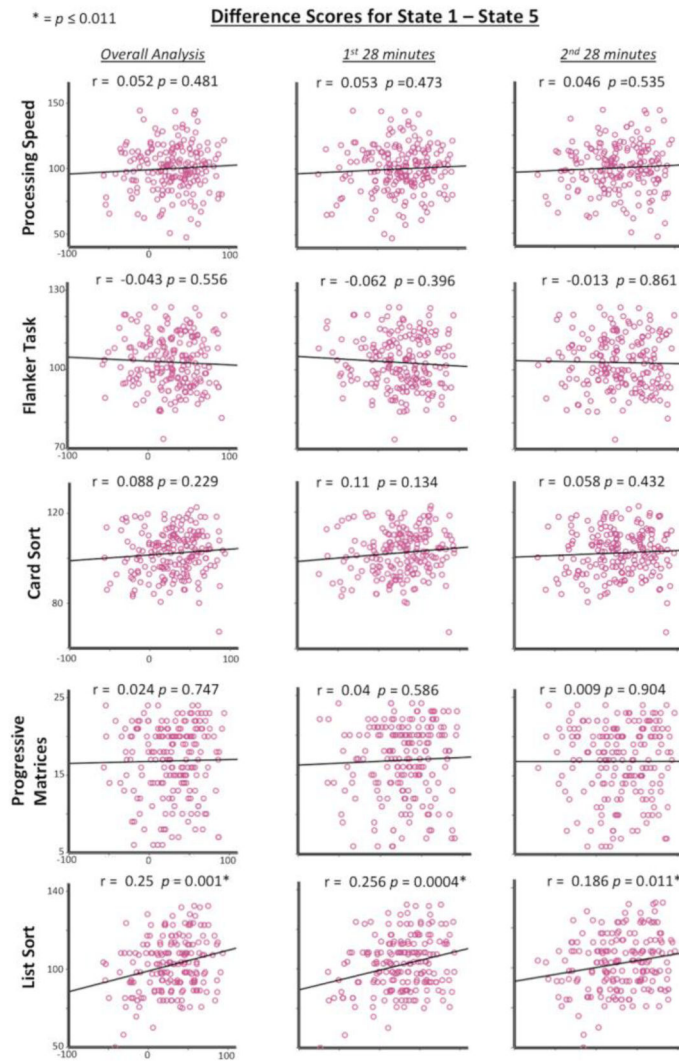 * = p ≤ 0.011
Difference Scores for State 1 – State 5
Overall Analysis
1st 28 minutes
2nd 28 minutes
r = 0.052 p = 0.481
r = 0.053 p =0.473
r = 0.046 p =0.535
Processing Speed
150
100
50
-100 0 100
r = -0.043 p = 0.556
r = -0.062 p = 0.396
r = -0.013 p = 0.861
Flanker Task
130
100
70
-100 0 100
r = 0.088 p = 0.229
r = 0.11 p = 0.134
r = 0.058 p = 0.432
Card Sort
120
80
-100 0 100
r = 0.024 p = 0.747
r = 0.04 p = 0.586
r = 0.009 p = 0.904
Progressive
Matrices
25
15
5
-100 0 100
r = 0.25 p = 0.001*
r = 0.256 p = 0.0004*
r = 0.186 p = 0.011*
List Sort
100
50
-100 0 100